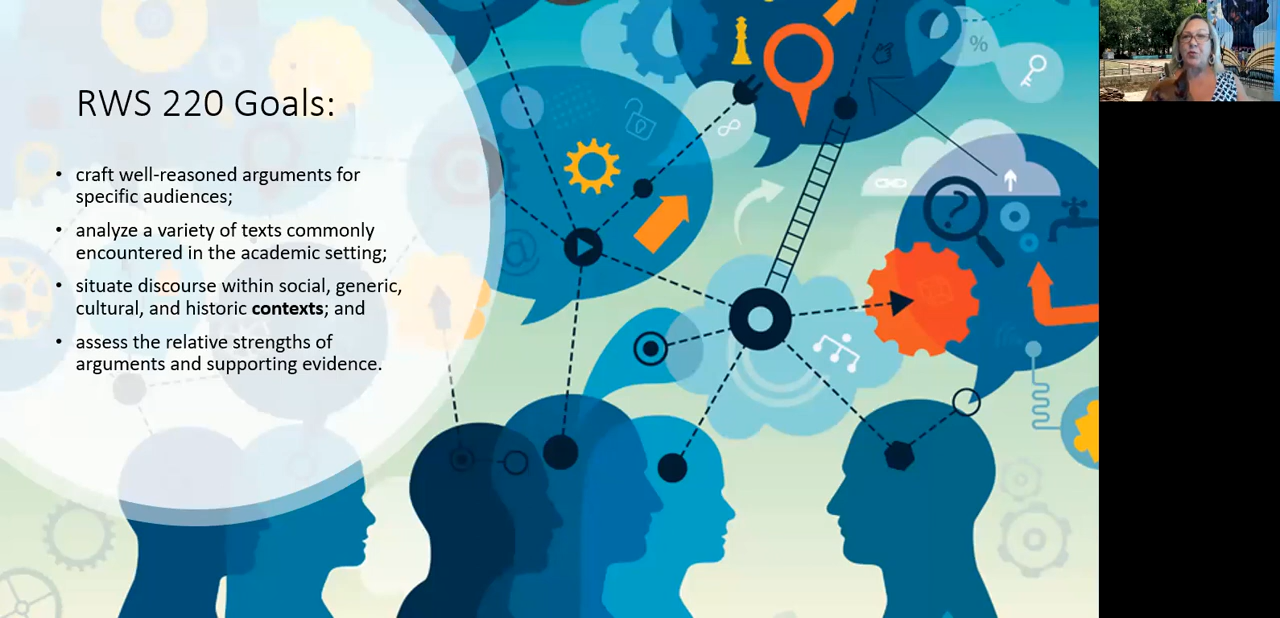 RWS 220 Goals:
• craft well-reasoned arguments for
specific audiences;
• analyze a variety of texts commonly
encountered in the academic setting;
• situate discourse within social, generic,
cultural, and historic contexts; and
• assess the relative strengths of
arguments and supporting evidence.
@
%
?